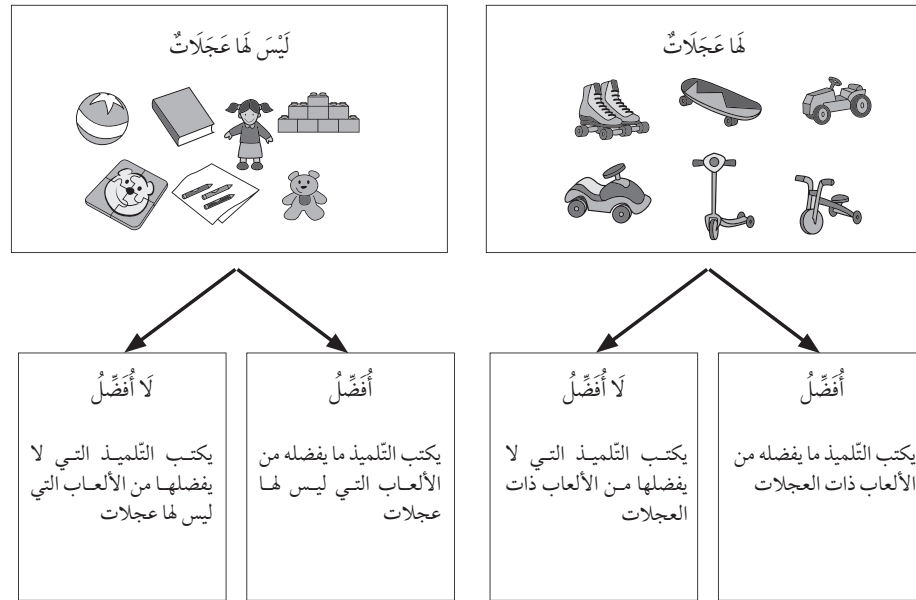 لَهَا عَجَلَاتٌ
لَيْسَ لَهَا عَجَلَاتٌ
أُفَضِّلُ
يكتب التّلميذ ما يفضله من
الألعاب ذات العجلات
لَا أُفَضِّلُ
يكتب التّلميذ التي لا
يفضلها من الألعاب ذات
العجلات
أُفَضِّلُ
يكتب التّلميذ ما يفضله من
الألعاب التي ليس لها
عجلات
لَا أُفَضِّلُ
يكتب التّلميذ التي لا
يفضلها من الألعاب التي
ليس لها عجلات